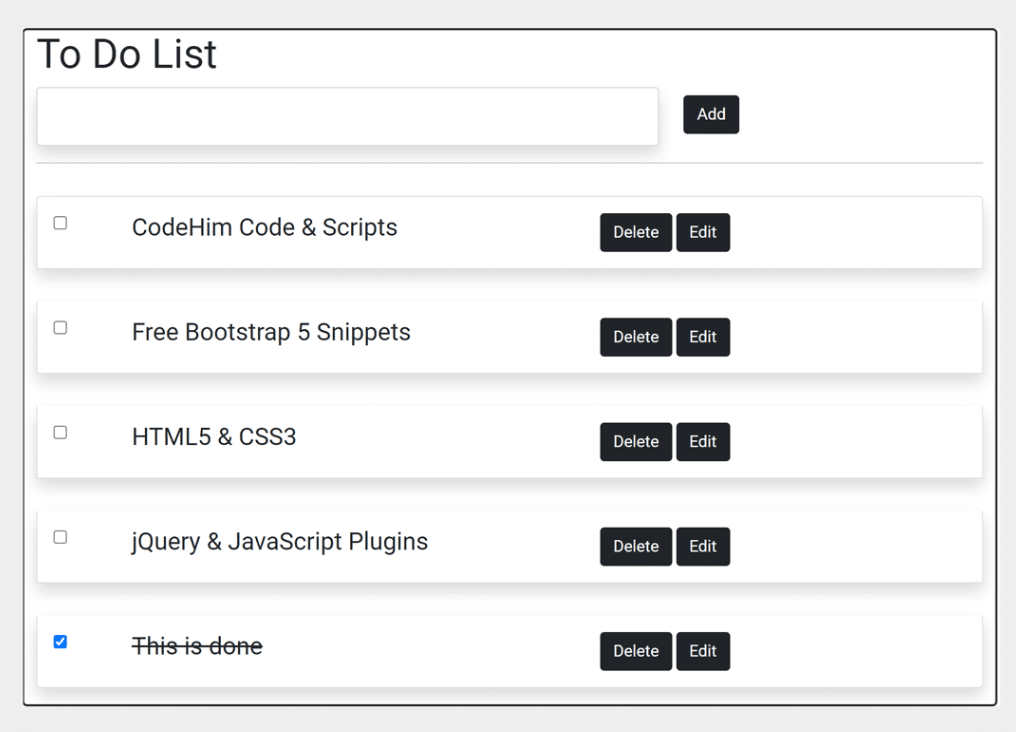 To Do List
Add
CodeHim Code & Scripts Delete Edit
Free Bootstrap 5 Snippets Delete Edit
HTML5 & CSS3 Delete Edit
jQuery & JavaScript Plugins Delete Edit
This is done Delete Edit